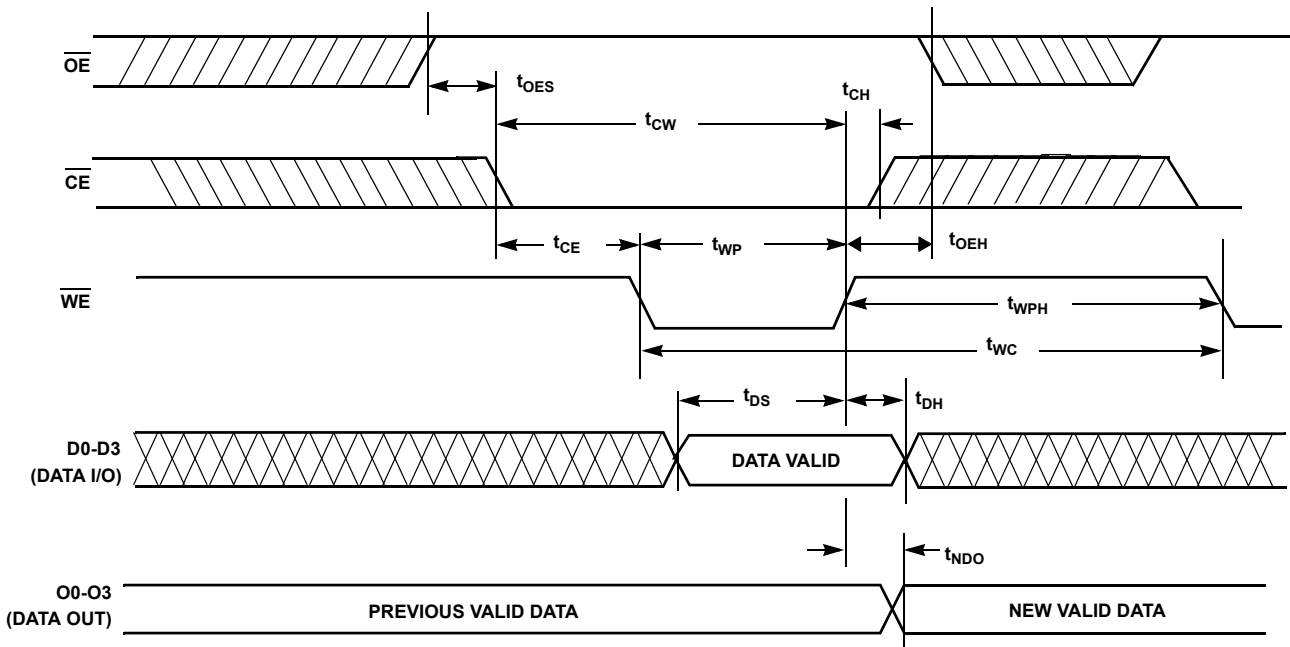 OE
tOES
tCH
tCW
CE
tCE
tWP
tOEH
WE
tWPH
tWC
tDS
tDH
D0-D3
(DATA I/O)
DATA VALID
tNDO
O0-O3
(DATA OUT)
PREVIOUS VALID DATA
NEW VALID DATA